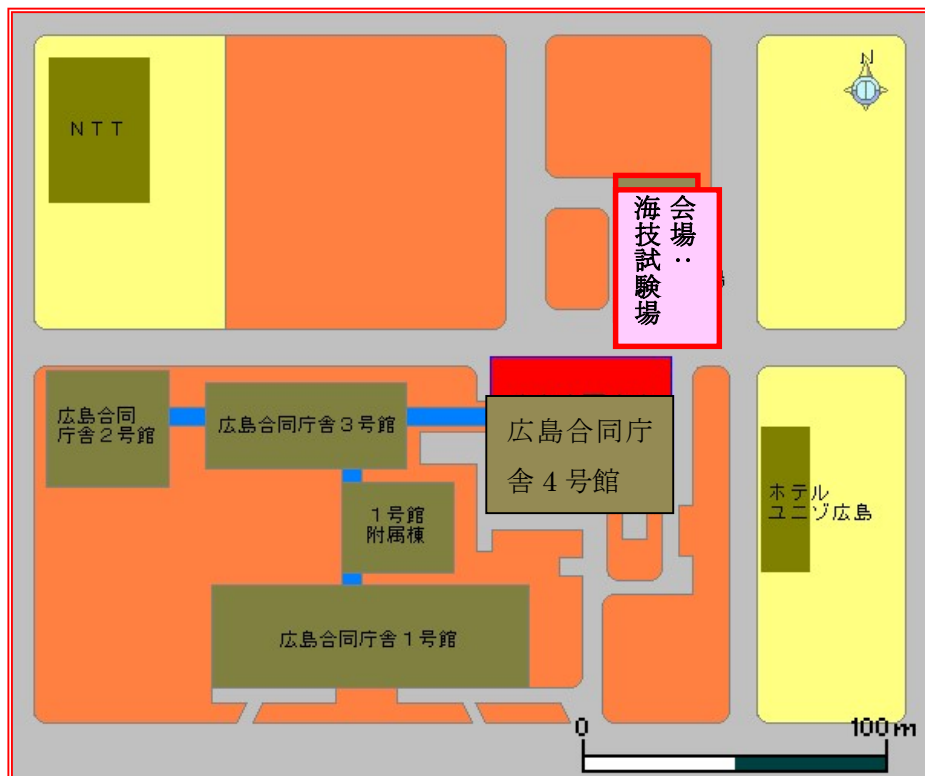 NTT
N
会場：
海技試験場
広島合同
庁舎2号館
広島合同庁舎3号館
広島合同庁
舎4号館
1号館
附属棟
ホテル
ユニゾ広島
広島合同庁舎1号館
0
100m